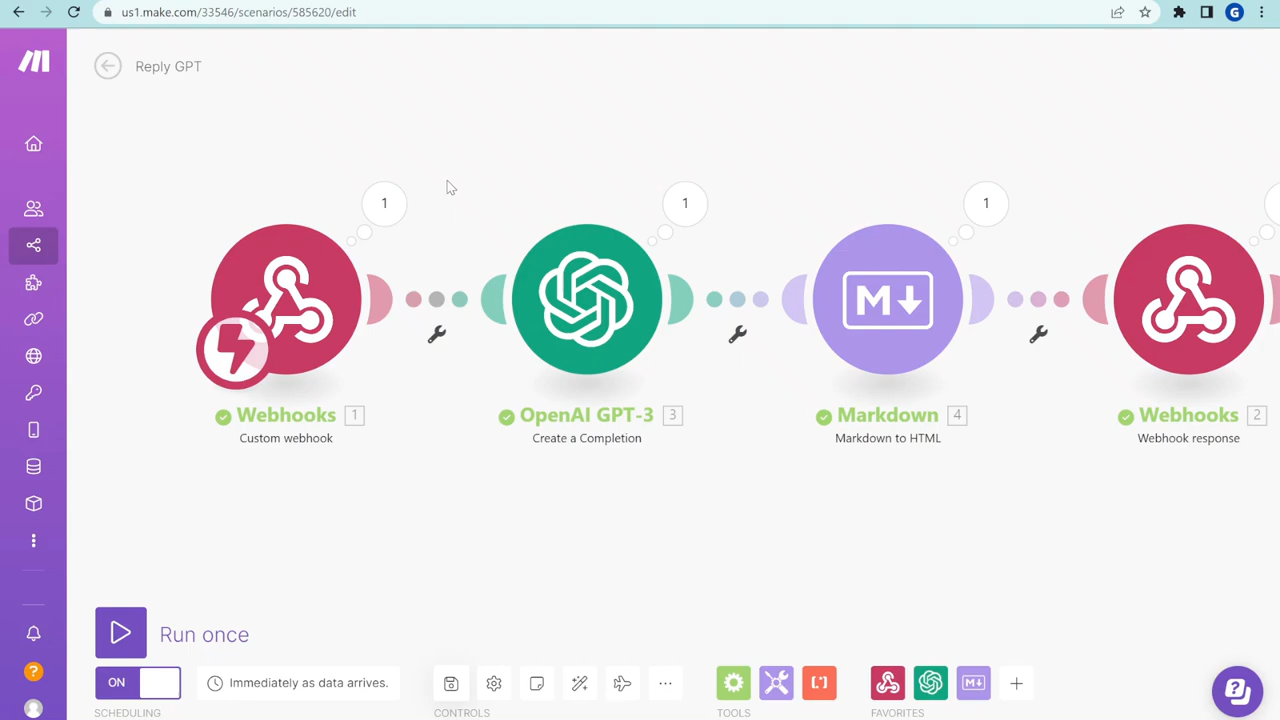 us1.make.com/33546/scenarios/585620/edit
G
Reply GPT
1
1
1
M
Webhooks 1
Custom webhook
OpenAI GPT-3 3
Create a Completion
Markdown 4
Markdown to HTML
Webhooks 2
Webhook response
Run once
ON
Immediately as data arrives.
M
?
?
SCHEDULING
CONTROLS
TOOLS
FAVORITES